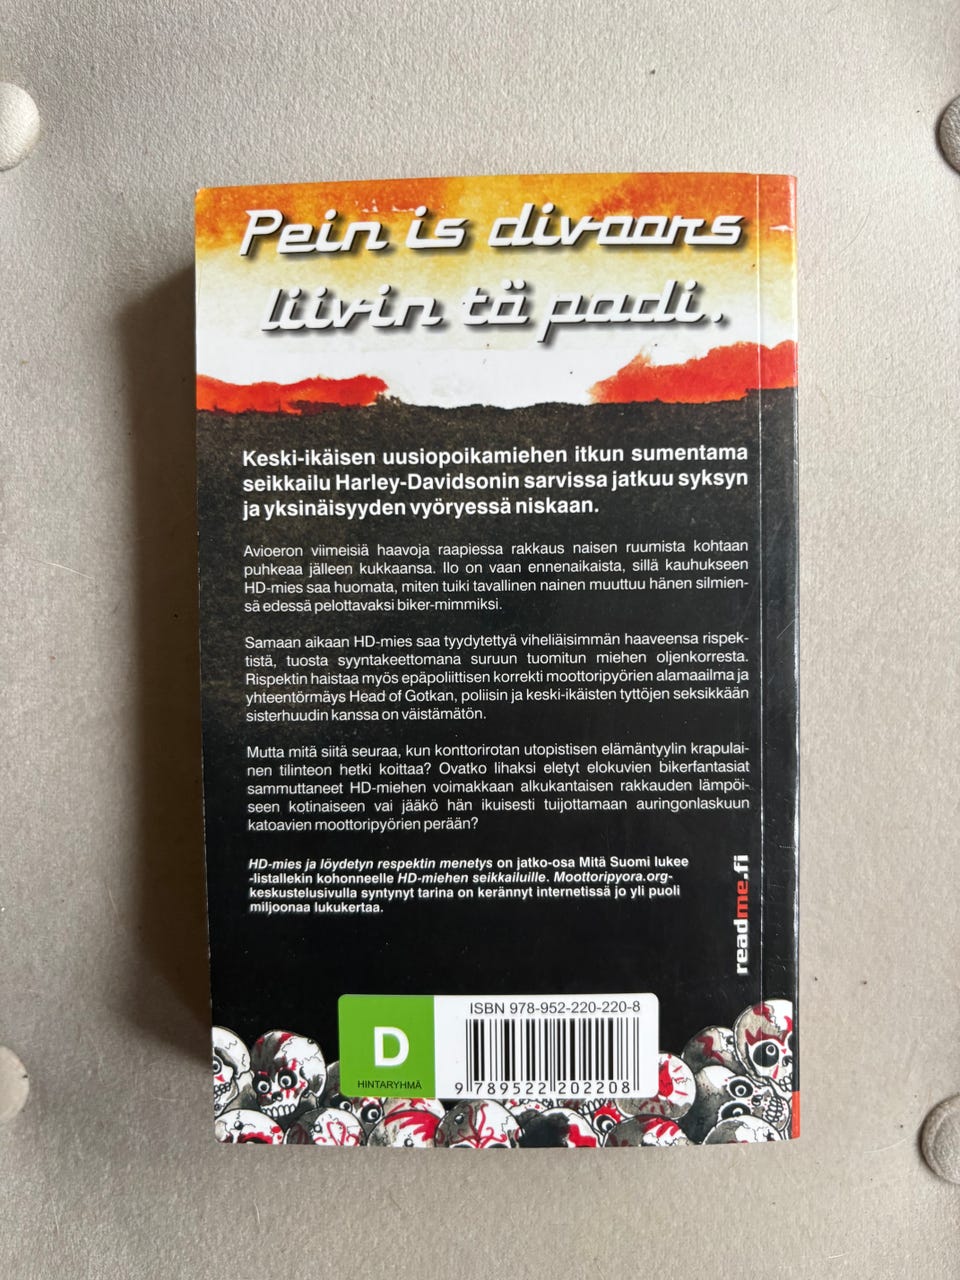 Pein is divoors
liivin tä padi.
Keski-ikäisen uusiopoikamiehen itkun sumentama
seikkailu Harley-Davidsonin sarvissa jatkuu syksyn
ja yksinäisyyden vyöryessä niskaan.
Avioeron viimeisiä haavoja raapiessa rakkaus naisen ruumista kohtaan
puhkeaa jälleen kukkaansa. Ilo on vaan ennenaikaista, sillä kauhukseen
HD-mies saa huomata, miten tuiki tavallinen nainen muuttuu hänen silmien-
sä edessä pelottavaksi biker-mimmiksi.
Samaan aikaan HD-mies saa tyydytettyä viheliäisimmän haaveensa rispek-
tistä, tuosta syyntakeettomana suruun tuomitun miehen oljenkorresta.
Rispektin haistaa myös epäpoliittisen korrekti moottoripyörien alamaailma ja
yhteentörmäys Head of Gotkan, poliisin ja keski-ikäisten tyttöjen seksikkään
sisterhuudin kanssa on väistämätön.
Mutta mitä siitä seuraa, kun konttorirotan utopistisen elämäntyylin krapulai-
nen tilinteon hetki koittaa? Ovatko lihaksi eletyt elokuvien bikerfantasiat
sammuttaneet HD-miehen voimakkaan alkukantaisen rakkauden lämpöi-
seen kotinaiseen vai jääkö hän ikuisesti tuijottamaan auringonlaskuun
katoavien moottoripyörien perään?
HD-mies ja löydetyn respektin menetys on jatko-osa Mitä Suomi lukee
-listallekin kohonneelle HD-miehen seikkailuille. Moottoripyora.org-
keskustelusivulla syntynyt tarina on kerännyt internetissä jo yli puoli
miljoonaa lukukertaa.
readme.fi
D
HINTARYHMÄ
ISBN 978-952-220-220-8
9 789522 202208